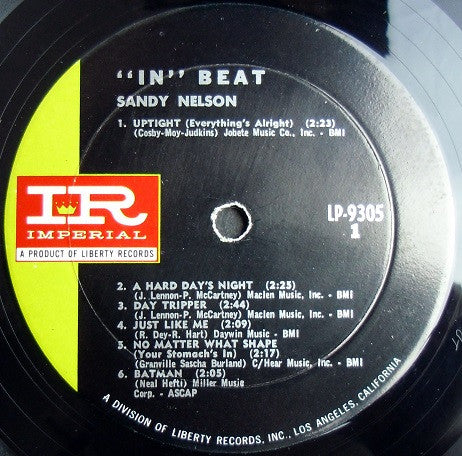 "IN" BEAT
SANDY NELSON
1. UPTIGHT (Everything's Alright) (2:23)
(Cosby-Moy-Judkins) Jobete Music Co., Inc. - BMI
IR
IMPERIAL
A PRODUCT OF LIBERTY RECORDS
LP-9305
1
2. A HARD DAY'S NIGHT (2:25)
(J. Lennon-P. McCartney) Maclen Music, Inc. - BMI
3. DAY TRIPPER (2:44)
(J. Lennon-P. McCartney) Maclen Music, Inc. - BMI
4. JUST LIKE ME (2:09)
(R. Dey-R. Hart) Daywin Music - BMI
5. NO MATTER WHAT SHAPE
(Your Stomach's In) (2:17)
(Granville Sascha Burland) C/Hear Music, Inc. - BMI
6. BATMAN (2:05)
(Neal Hefti) Miller Music
Corp. - ASCAP
A DIVISION OF LIBERTY RECORDS, INC., LOS ANGELES, CALIFORNIA